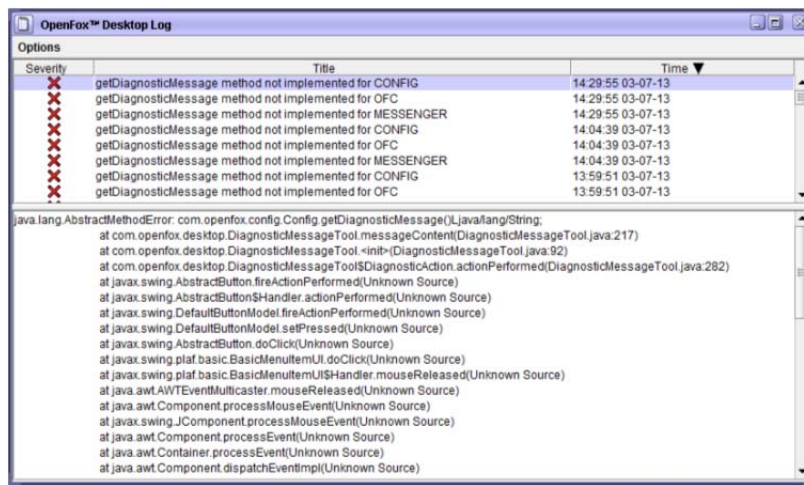 OpenFox™ Desktop Log
Options
Severity Title Time ▼
getDiagnosticMessage method not implemented for CONFIG 14:29:55 03-07-13
getDiagnosticMessage method not implemented for OFC 14:29:55 03-07-13
getDiagnosticMessage method not implemented for MESSENGER 14:29:55 03-07-13
getDiagnosticMessage method not implemented for CONFIG 14:04:39 03-07-13
getDiagnosticMessage method not implemented for OFC 14:04:39 03-07-13
getDiagnosticMessage method not implemented for MESSENGER 14:04:39 03-07-13
getDiagnosticMessage method not implemented for CONFIG 13:59:51 03-07-13
getDiagnosticMessage method not implemented for OFC 13:59:51 03-07-13
java.lang.AbstractMethodError: com.openfox.config.Config.getDiagnosticMessage()Ljava/lang/String;
at com.openfox.desktop.DiagnosticMessageTool.messageContent(DiagnosticMessageTool.java:217)
at com.openfox.desktop.DiagnosticMessageTool.<init>(DiagnosticMessageTool.java:92)
at com.openfox.desktop.DiagnosticMessageTool$DiagnosticAction.actionPerformed(DiagnosticMessageTool.java:282)
at javax.swing.AbstractButton.fireActionPerformed(Unknown Source)
at javax.swing.AbstractButton$Handler.actionPerformed(Unknown Source)
at javax.swing.DefaultButtonModel.fireActionPerformed(Unknown Source)
at javax.swing.DefaultButtonModel.setPressed(Unknown Source)
at javax.swing.AbstractButton.doClick(Unknown Source)
at javax.swing.plaf.basic.BasicMenuItemUI.doClick(Unknown Source)
at javax.swing.plaf.basic.BasicMenuItemUI$Handler.mouseReleased(Unknown Source)
at java.awt.AWTEventMulticaster.mouseReleased(Unknown Source)
at java.awt.Component.processMouseEvent(Unknown Source)
at javax.swing.JComponent.processMouseEvent(Unknown Source)
at java.awt.Component.processEvent(Unknown Source)
at java.awt.Container.processEvent(Unknown Source)
at java.awt.Component.dispatchEventImpl(Unknown Source)